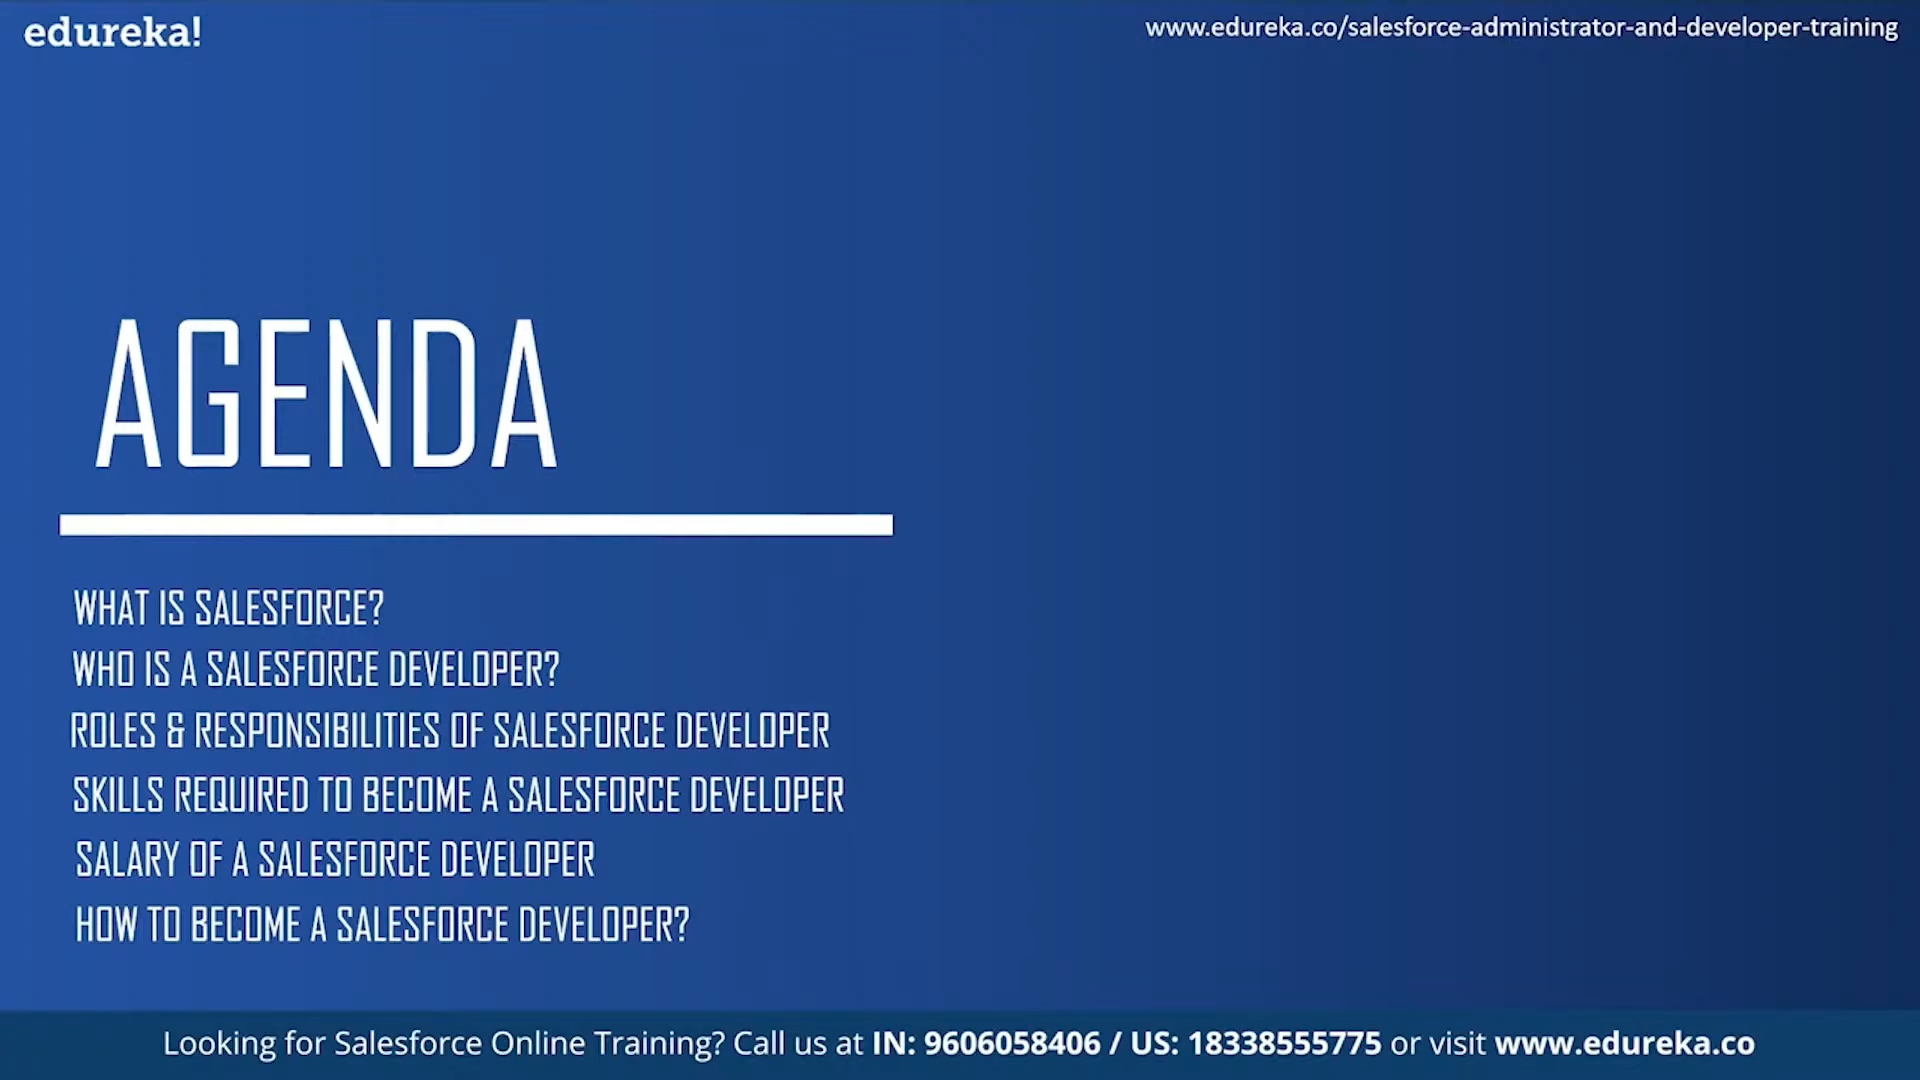 edureka!
www.edureka.co/salesforce-administrator-and-developer-training
AGENDA
WHAT IS SALESFORCE?
WHO IS A SALESFORCE DEVELOPER?
ROLES & RESPONSIBILITIES OF SALESFORCE DEVELOPER
SKILLS REQUIRED TO BECOME A SALESFORCE DEVELOPER
SALARY OF A SALESFORCE DEVELOPER
HOW TO BECOME A SALESFORCE DEVELOPER?
Looking for Salesforce Online Training? Call us at IN: 9606058406 / US: 18338555775 or visit www.edureka.co